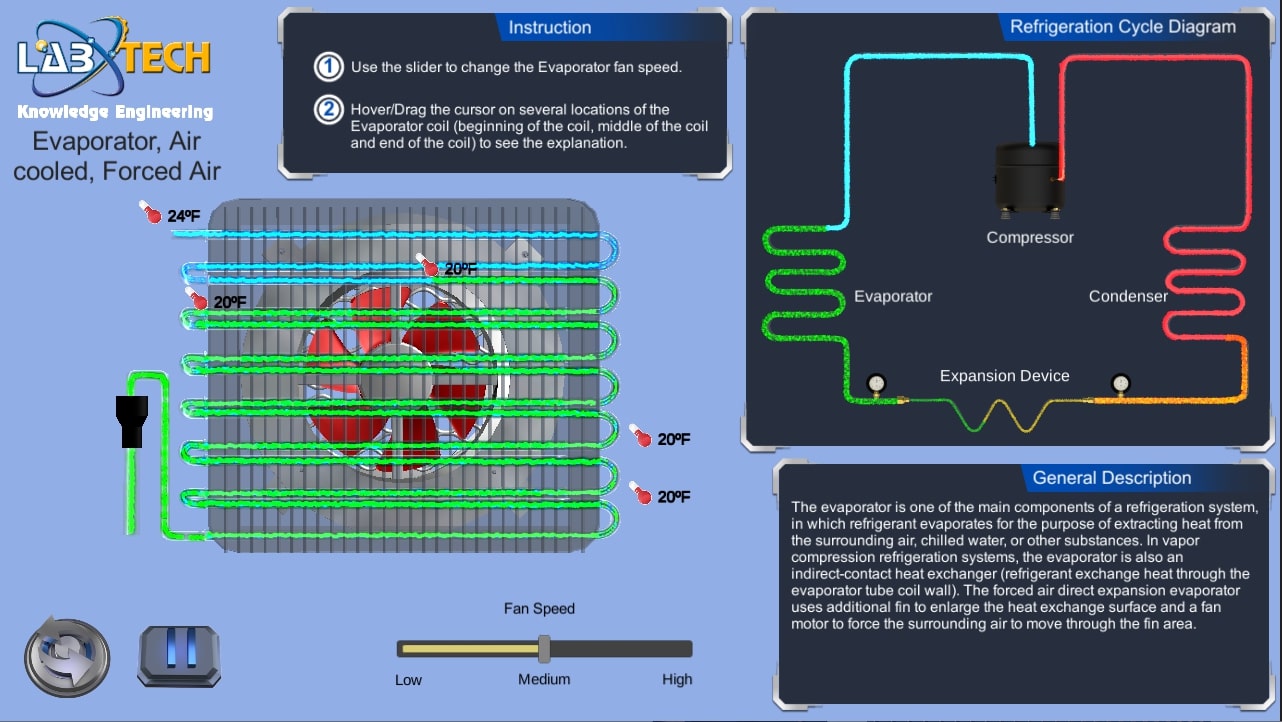 LABXTECH
Knowledge Engineering
Evaporator, Air
cooled, Forced Air
Instruction
1 Use the slider to change the Evaporator fan speed.
2 Hover/Drag the cursor on several locations of the
Evaporator coil (beginning of the coil, middle of the coil
and end of the coil) to see the explanation.
24ºF
20ºF
20ºF
20ºF
20ºF
Fan Speed
Low Medium High
Refrigeration Cycle Diagram
Compressor
Evaporator
Condenser
Expansion Device
General Description
The evaporator is one of the main components of a refrigeration system,
in which refrigerant evaporates for the purpose of extracting heat from
the surrounding air, chilled water, or other substances. In vapor
compression refrigeration systems, the evaporator is also an
indirect-contact heat exchanger (refrigerant exchange heat through the
evaporator tube coil wall). The forced air direct expansion evaporator
uses additional fin to enlarge the heat exchange surface and a fan
motor to force the surrounding air to move through the fin area.